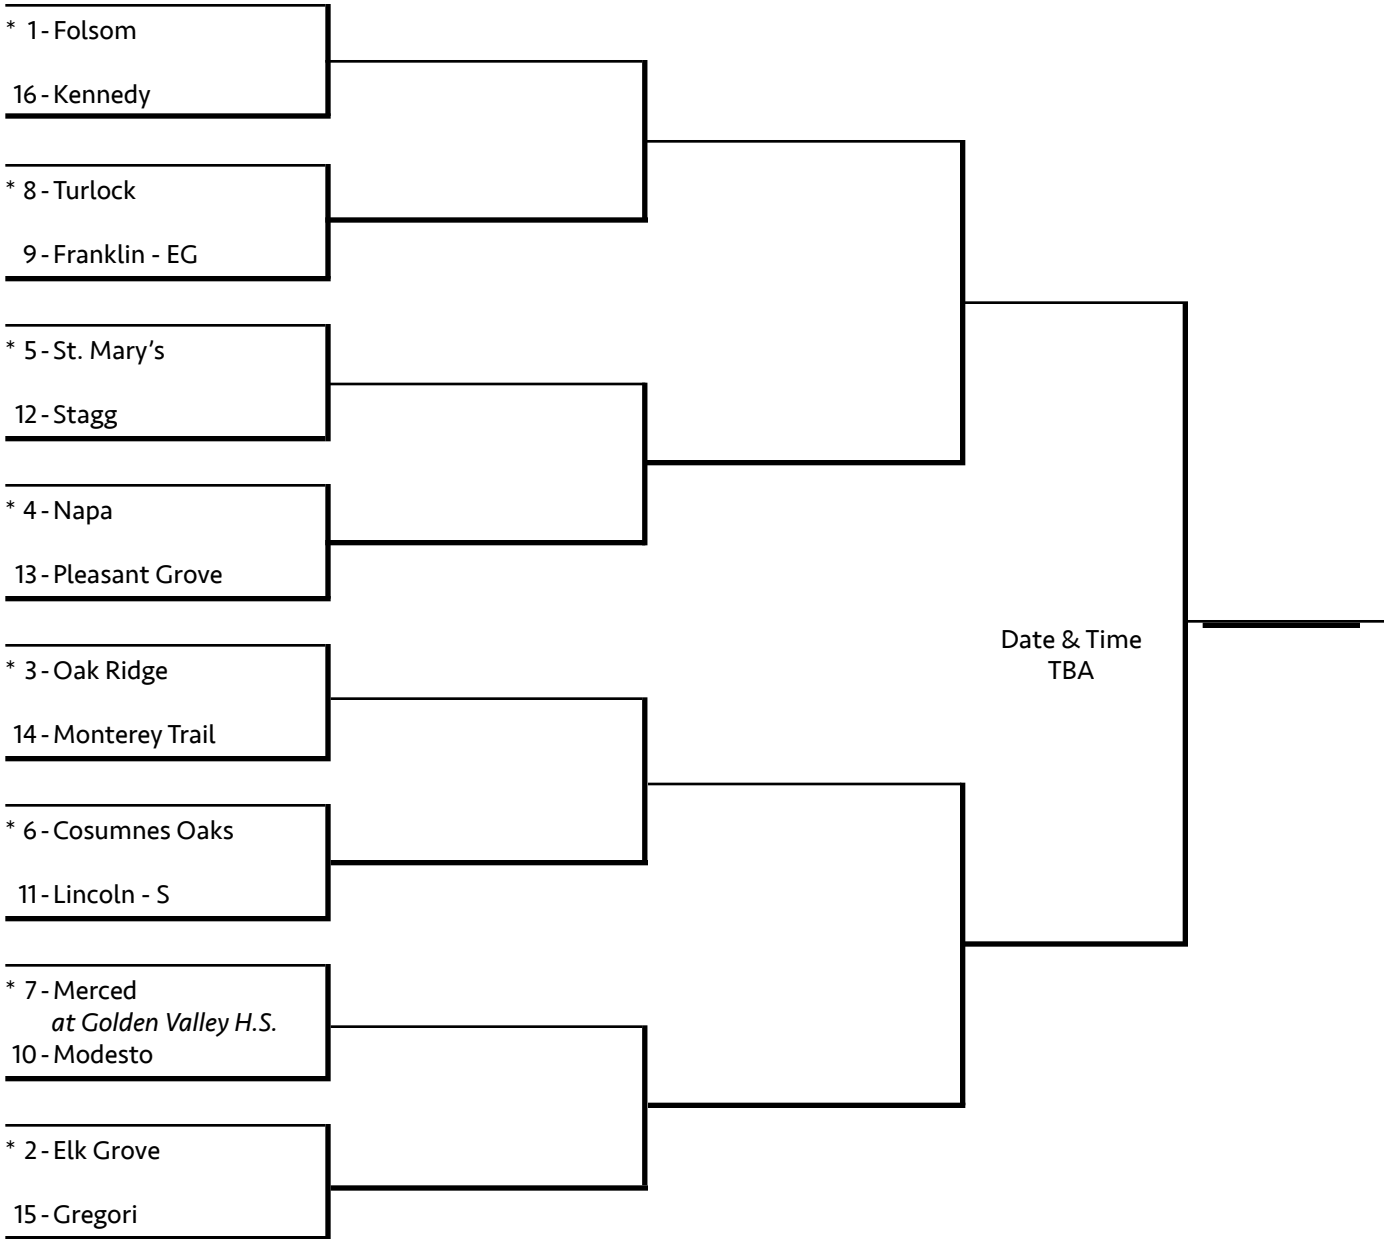 * 1 - Folsom
16 - Kennedy
* 8 - Turlock
9 - Franklin - EG
* 5 - St. Mary’s
12 - Stagg
* 4 - Napa
13 - Pleasant Grove
* 3 - Oak Ridge
14 - Monterey Trail
* 6 - Cosumnes Oaks
11 - Lincoln - S
* 7 - Merced
at Golden Valley H.S.
10 - Modesto
* 2 - Elk Grove
15 - Gregori
Date & Time
TBA